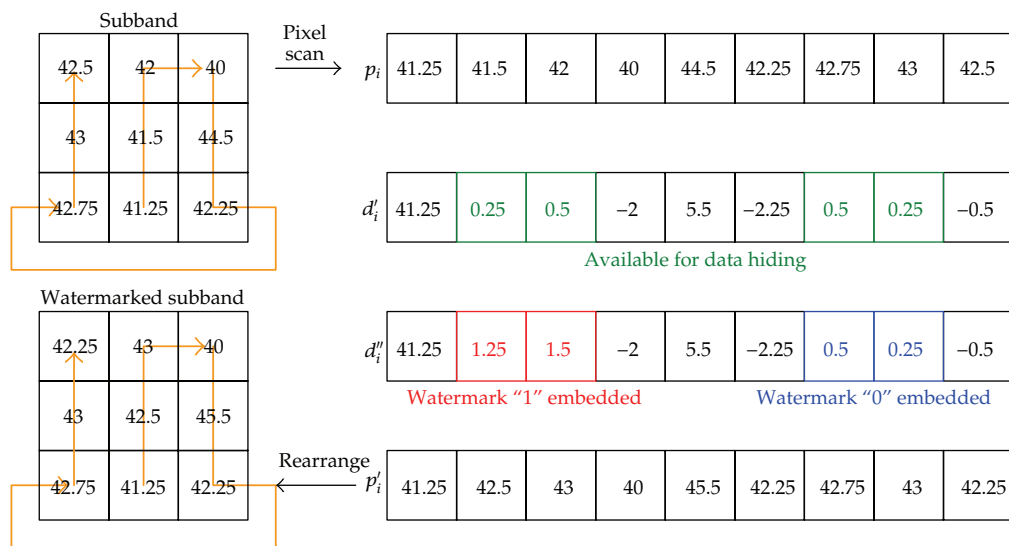 Subband
42.5 42 40
43 41.5 44.5
42.75 41.25 42.25
Pixel
scan
p_i 41.25 41.5 42 40 44.5 42.25 42.75 43 42.5
d′_i 41.25 0.25 0.5 −2 5.5 −2.25 0.5 0.25 −0.5
Available for data hiding
Watermarked subband
42.25 43 40
43 42.5 45.5
42.75 41.25 42.25
d″_i 41.25 1.25 1.5 −2 5.5 −2.25 0.5 0.25 −0.5
Watermark “1” embedded
Watermark “0” embedded
Rearrange
p′_i 41.25 42.5 43 40 45.5 42.25 42.75 43 42.25